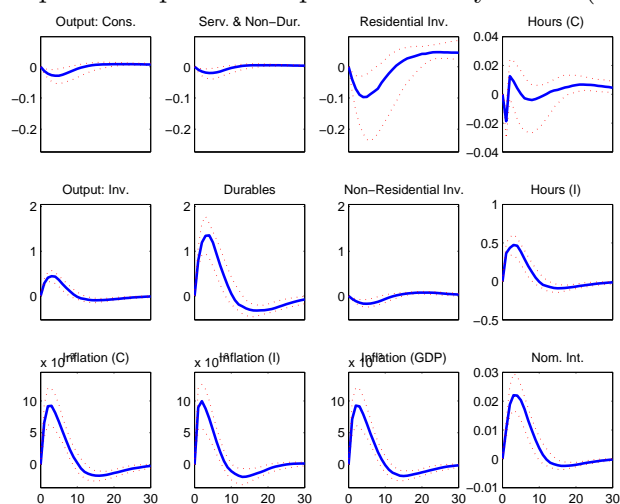 Output: Cons. Serv. & Non−Dur. Residential Inv. Hours (C)
0 0 0 0.04
−0.1 −0.1 −0.1 0.02
−0.2 −0.2 −0.2 0
−0.02
−0.04
Output: Inv. Durables Non−Residential Inv. Hours (I)
2 2 2 1
1 1 1 0.5
0 0 0 0
−0.5
Inflation (C) Inflation (I) Inflation (GDP) Nom. Int.
x 10 x 10 x 10
10 10 10 0.03
5 5 5 0.02
0 0 0 0.01
0
−0.01
0 10 20 30 0 10 20 30 0 10 20 30 0 10 20 30